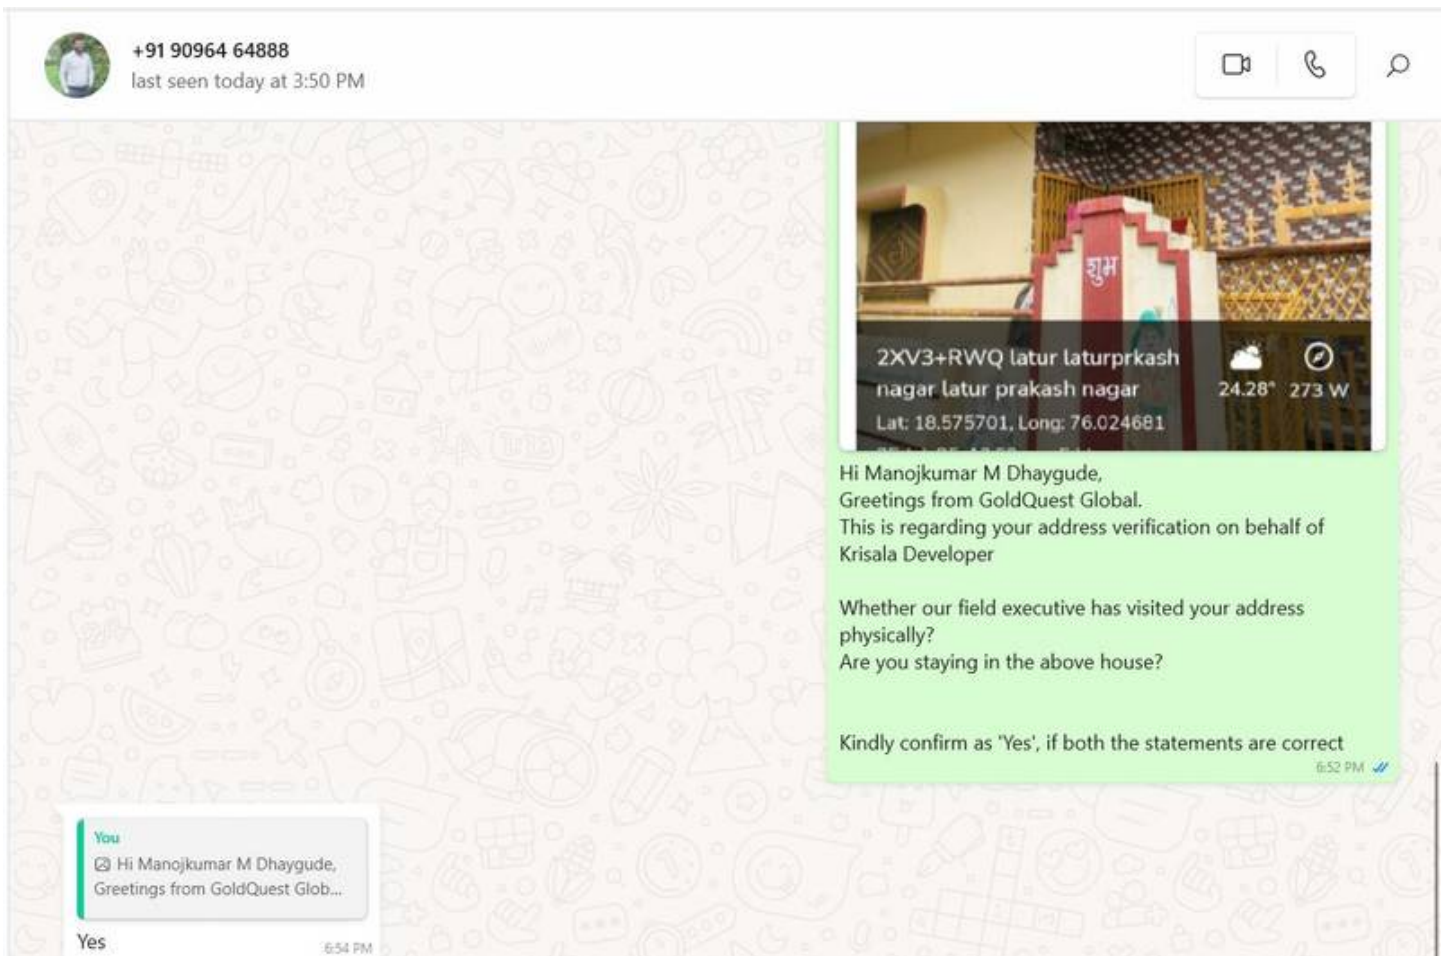 +91 90964 64888
last seen today at 3:50 PM
शुभ
2XV3+RWQ latur laturprkash
nagar latur prakash nagar
24.28° 273 W
Lat: 18.575701, Long: 76.024681
Hi Manojkumar M Dhaygude,
Greetings from GoldQuest Global.
This is regarding your address verification on behalf of
Krisala Developer
Whether our field executive has visited your address
physically?
Are you staying in the above house?
Kindly confirm as 'Yes', if both the statements are correct
6:52 PM
You
Hi Manojkumar M Dhaygude,
Greetings from GoldQuest Glob...
Yes
6:54 PM